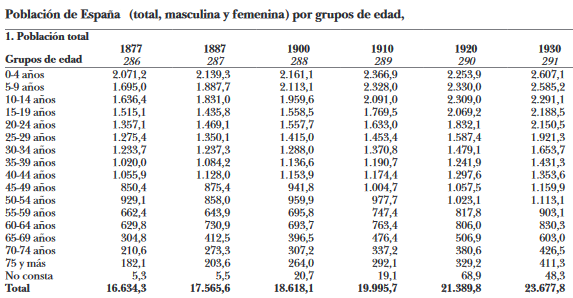 Población de España (total, masculina y femenina) por grupos de edad,
1. Población total
1877 1887 1900 1910 1920 1930
Grupos de edad 286 287 288 289 290 291
0-4 años 2.071,2 2.139,3 2.161,1 2.366,9 2.253,9 2.607,1
5-9 años 1.695,0 1.887,7 2.113,1 2.328,0 2.330,0 2.585,2
10-14 años 1.636,4 1.831,0 1.959,6 2.091,0 2.309,0 2.291,1
15-19 años 1.515,1 1.435,8 1.558,5 1.769,5 2.069,2 2.188,5
20-24 años 1.357,1 1.469,1 1.557,7 1.633,0 1.832,1 2.150,5
25-29 años 1.275,4 1.350,1 1.415,0 1.453,4 1.587,4 1.921,3
30-34 años 1.233,7 1.237,3 1.288,0 1.370,8 1.479,1 1.653,7
35-39 años 1.020,0 1.084,2 1.136,6 1.190,7 1.241,9 1.431,3
40-44 años 1.055,9 1.128,0 1.153,9 1.174,4 1.297,6 1.353,6
45-49 años 850,4 875,4 941,8 1.004,7 1.057,5 1.159,9
50-54 años 929,1 858,0 959,9 977,7 1.023,1 1.113,1
55-59 años 662,4 643,9 695,8 747,4 817,8 903,1
60-64 años 629,8 730,9 693,7 763,4 806,0 830,3
65-69 años 304,8 412,5 396,5 476,4 506,9 603,0
70-74 años 210,6 273,3 307,2 337,2 380,6 426,5
75 y más 182,1 203,6 264,0 292,1 329,2 411,3
No consta 5,3 5,5 20,7 19,1 68,9 48,3
Total 16.634,3 17.565,6 18.618,1 19.995,7 21.389,8 23.677,8